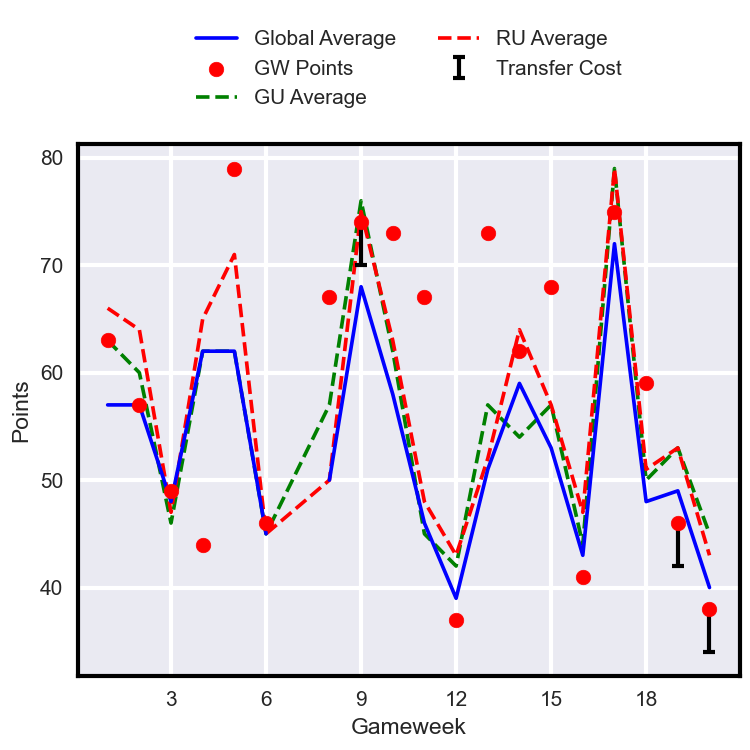 Global Average
GW Points
GU Average
RU Average
Transfer Cost
80
70
60
50
40
Points
3 6 9 12 15 18
Gameweek